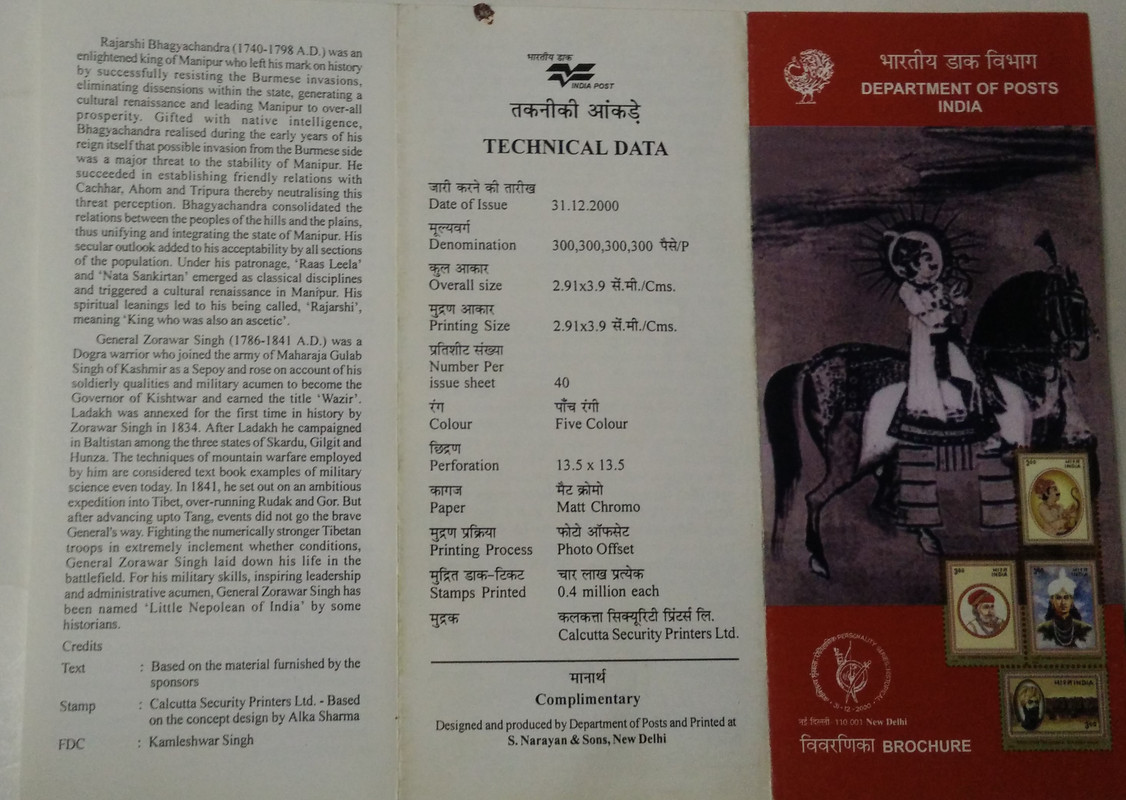 Rajarshi Bhagyachandra (1740-1798 A.D.) was an
enlightened king of Manipur who left his mark on history
by successfully resisting the Burmese invasions,
eliminating dissensions within the state, generating a
cultural renaissance and leading Manipur to over-all
prosperity. Gifted with native intelligence,
Bhagyachandra realised during the early years of his
reign itself that possible invasion from the Burmese side
was a major threat to the stability of Manipur. He
succeeded in establishing friendly relations with
Cachhar, Ahom and Tripura thereby neutralising this
threat perception. Bhagyachandra consolidated the
relations between the peoples of the hills and the plains,
thus unifying and integrating the state of Manipur. His
secular outlook added to his acceptability by all sections
of the population. Under his patronage, ‘Raas Leela’
and ‘Nata Sankirtan’ emerged as classical disciplines
and triggered a cultural renaissance in Manipur. His
spiritual leanings led to his being called, ‘Rajarshi’,
meaning ‘King who was also an ascetic’.
General Zorawar Singh (1786-1841 A.D.) was a
Dogra warrior who joined the army of Maharaja Gulab
Singh of Kashmir as a Sepoy and rose on account of his
soldierly qualities and military acumen to become the
Governor of Kishtwar and earned the title ‘Wazir’.
Ladakh was annexed for the first time in history by
Zorawar Singh in 1834. After Ladakh he campaigned
in Baltistan among the three states of Skardu, Gilgit and
Hunza. The techniques of mountain warfare employed
by him are considered text book examples of military
science even today. In 1841, he set out on an ambitious
expedition into Tibet, over-running Rudak and Gor. But
after advancing upto Tang, events did not go the brave
General's way. Fighting the numerically stronger Tibetan
troops in extremely inclement whether conditions,
General Zorawar Singh laid down his life in the
battlefield. For his military skills, inspiring leadership
and administrative acumen, General Zorawar Singh has
been named ‘Little Nepolean of India’ by some
historians.
Credits
Text : Based on the material furnished by the
sponsors
Stamp : Calcutta Security Printers Ltd. - Based
on the concept design by Alka Sharma
FDC : Kamleshwar Singh
भारतीय डाक
INDIA POST
तकनीकी आंकड़े
TECHNICAL DATA
जारी करने की तारीख
Date of Issue 31.12.2000
मूल्यवर्ग
Denomination 300,300,300,300 पैसे/P
कुल आकार
Overall size 2.91x3.9 सें.मी./Cms.
मुद्रण आकार
Printing Size 2.91x3.9 सें.मी./Cms.
प्रतिशीट संख्या
Number Per
issue sheet 40
रंग पाँच रंगी
Colour Five Colour
छिद्रण
Perforation 13.5 x 13.5
कागज मैट क्रोमो
Paper Matt Chromo
मुद्रण प्रक्रिया फोटो ऑफसेट
Printing Process Photo Offset
मुद्रित डाक-टिकट चार लाख प्रत्येक
Stamps Printed 0.4 million each
मुद्रक कलकत्ता सिक्यूरिटी प्रिंटर्स लि.
Calcutta Security Printers Ltd.
मानार्थ
Complimentary
Designed and produced by Department of Posts and Printed at
S. Narayan & Sons, New Delhi
भारतीय डाक विभाग
DEPARTMENT OF POSTS
INDIA
भारत
INDIA
300
300
भारत
INDIA
300
भारत
INDIA
भारत INDIA
300
PERSONALITY SERIES: HISTORICAL
31-12-2000
नई दिल्ली 110 001 New Delhi
विवरणिका BROCHURE